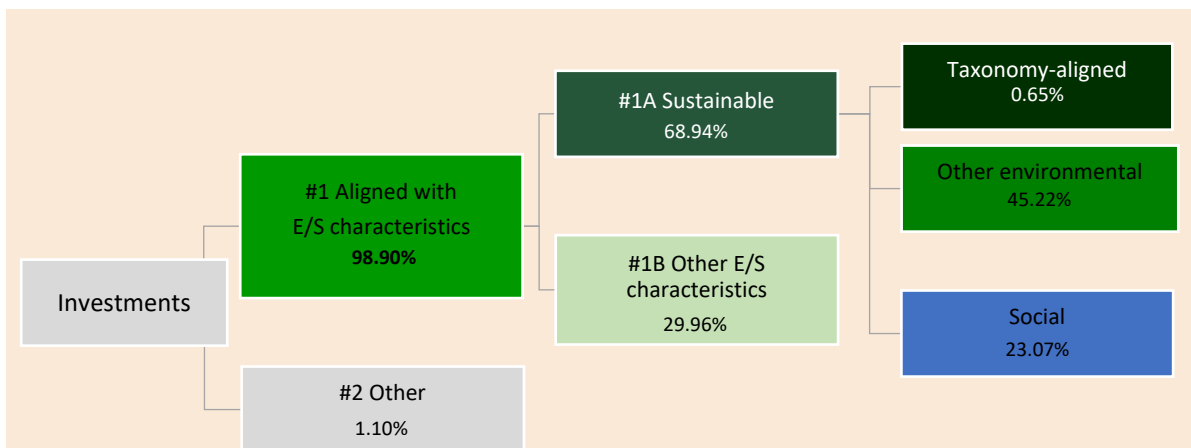 Investments
#1 Aligned with
E/S characteristics
98.90%
#2 Other
1.10%
#1A Sustainable
68.94%
#1B Other E/S
characteristics
29.96%
Taxonomy-aligned
0.65%
Other environmental
45.22%
Social
23.07%